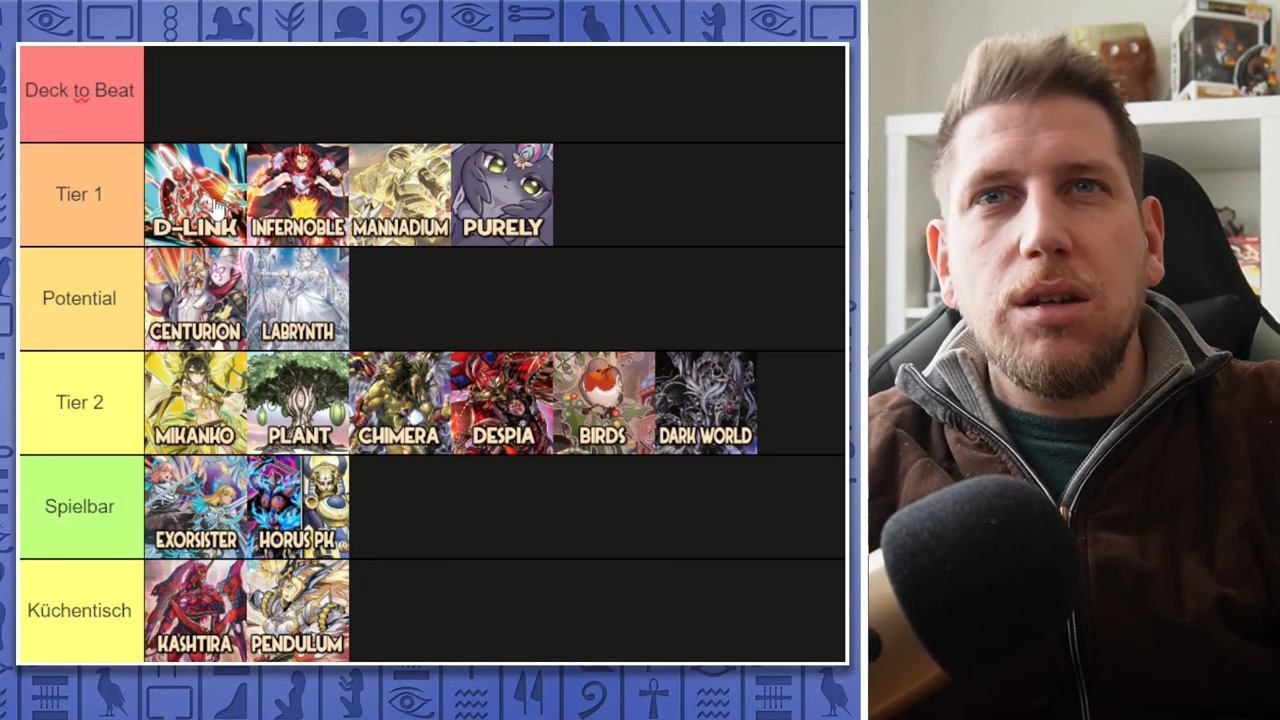 Deck to Beat
Tier 1
D-LINK
INFERNOBLE
MANNADIUM
PURELY
Potential
CENTURION
LABRYNTH
Tier 2
MIKANKO
PLANT
CHIMERA
DESPIA
BIRDS
DARK WORLD
Spielbar
EXORSISTER
HORUS PK
Küchentisch
KASHTIRA
PENDULUM